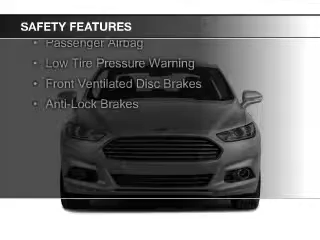 SAFETY FEATURES
• Passenger Airbag
• Low Tire Pressure Warning
• Front Ventilated Disc Brakes
• Anti-Lock Brakes